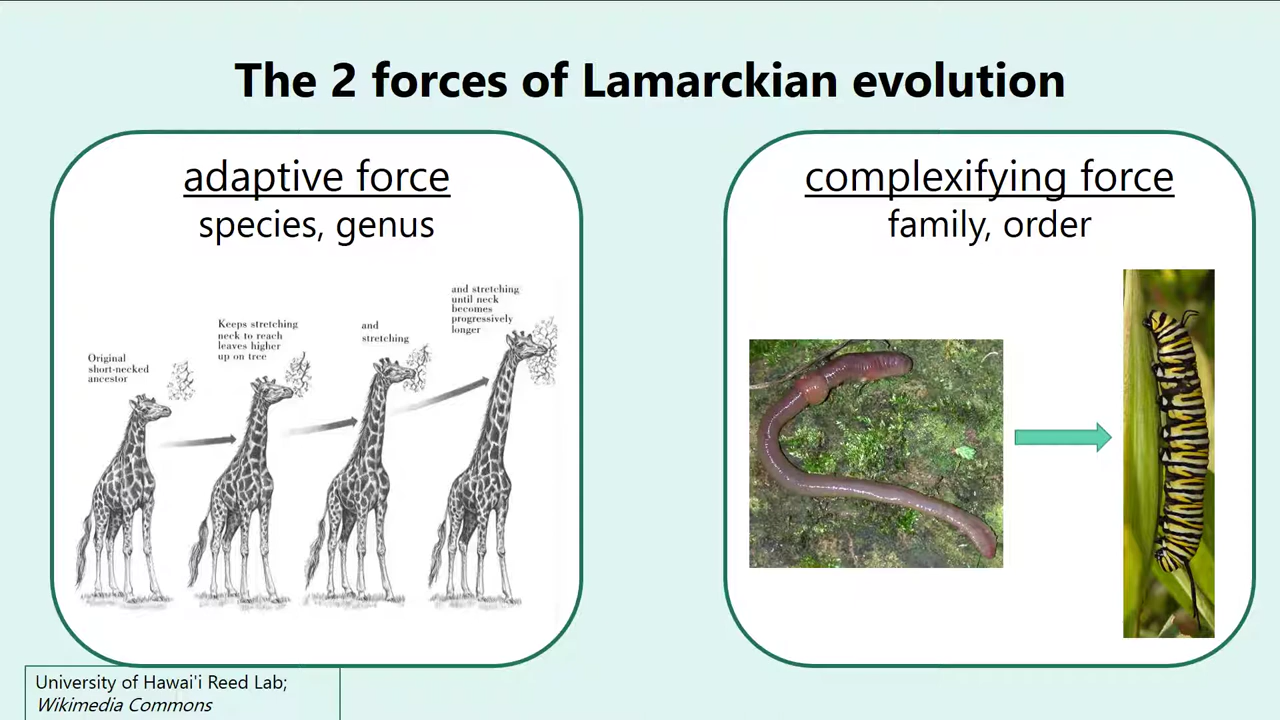 The 2 forces of Lamarckian evolution
adaptive force
species, genus
Original
short-necked
ancestor
Keeps stretching
neck to reach
leaves higher
up on tree
and
stretching
and stretching
until neck
becomes
progressively
longer
complexifying force
family, order
University of Hawai'i Reed Lab;
Wikimedia Commons